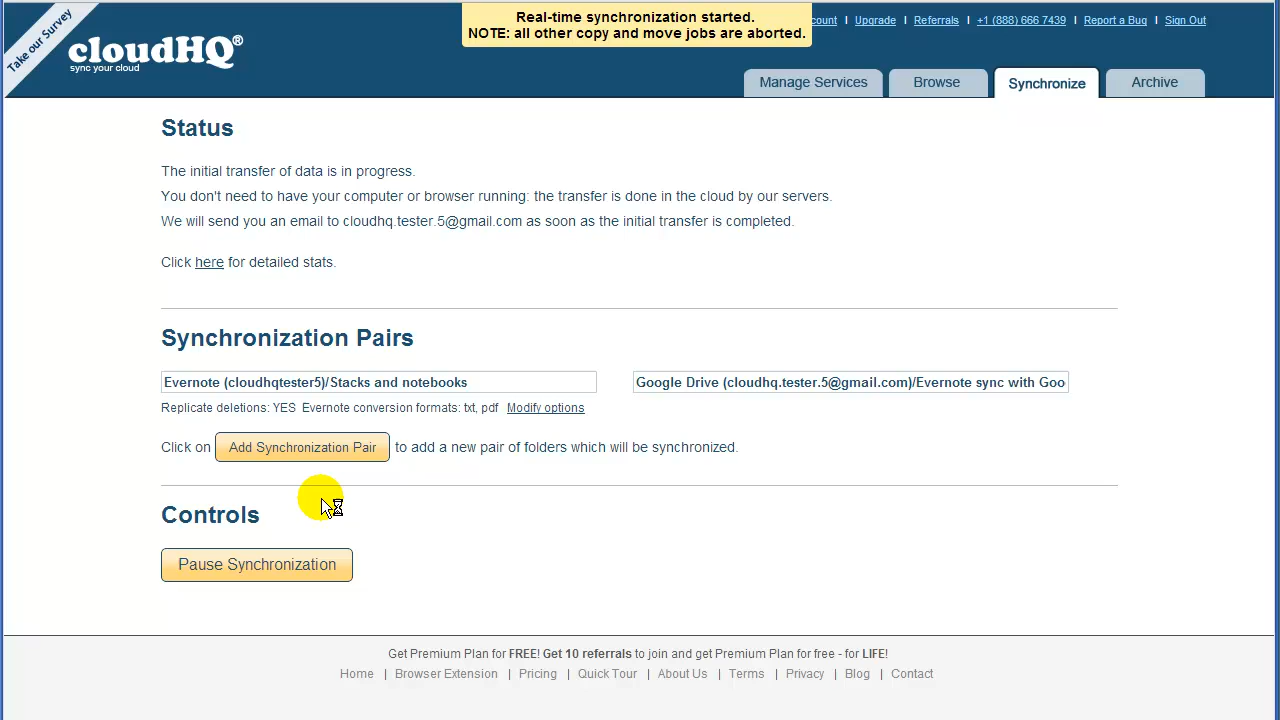 Take our Survey
cloudHQ®
sync your cloud
Real-time synchronization started.
NOTE: all other copy and move jobs are aborted.
Upgrade | Referrals | +1 (888) 666 7439 | Report a Bug | Sign Out
Manage Services Browse Synchronize Archive
Status
The initial transfer of data is in progress.
You don't need to have your computer or browser running: the transfer is done in the cloud by our servers.
We will send you an email to cloudhq.tester.5@gmail.com as soon as the initial transfer is completed.
Click here for detailed stats.
Synchronization Pairs
Evernote (cloudhqtester5)/Stacks and notebooks Google Drive (cloudhq.tester.5@gmail.com)/Evernote sync with Goo
Replicate deletions: YES Evernote conversion formats: txt, pdf Modify options
Click on Add Synchronization Pair to add a new pair of folders which will be synchronized.
Controls
Pause Synchronization
Get Premium Plan for FREE! Get 10 referrals to join and get Premium Plan for free - for LIFE!
Home | Browser Extension | Pricing | Quick Tour | About Us | Terms | Privacy | Blog | Contact